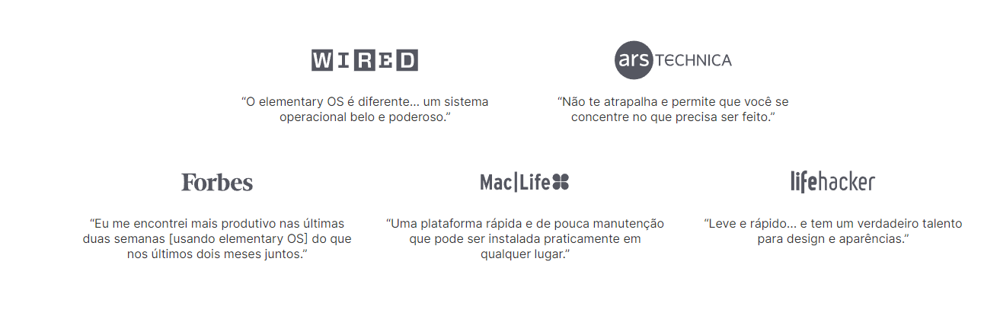 WIRED
ars TECHNICA
“O elementary OS é diferente… um sistema
operacional belo e poderoso.”
“Não te atrapalha e permite que você se
concentre no que precisa ser feito.”
Forbes
Mac|Life
lifehacker
“Eu me encontrei mais produtivo nas últimas
duas semanas [usando elementary OS] do que
nos últimos dois meses juntos.”
“Uma plataforma rápida e de pouca manutenção
que pode ser instalada praticamente em
qualquer lugar.”
“Leve e rápido… e tem um verdadeiro talento
para design e aparências.”